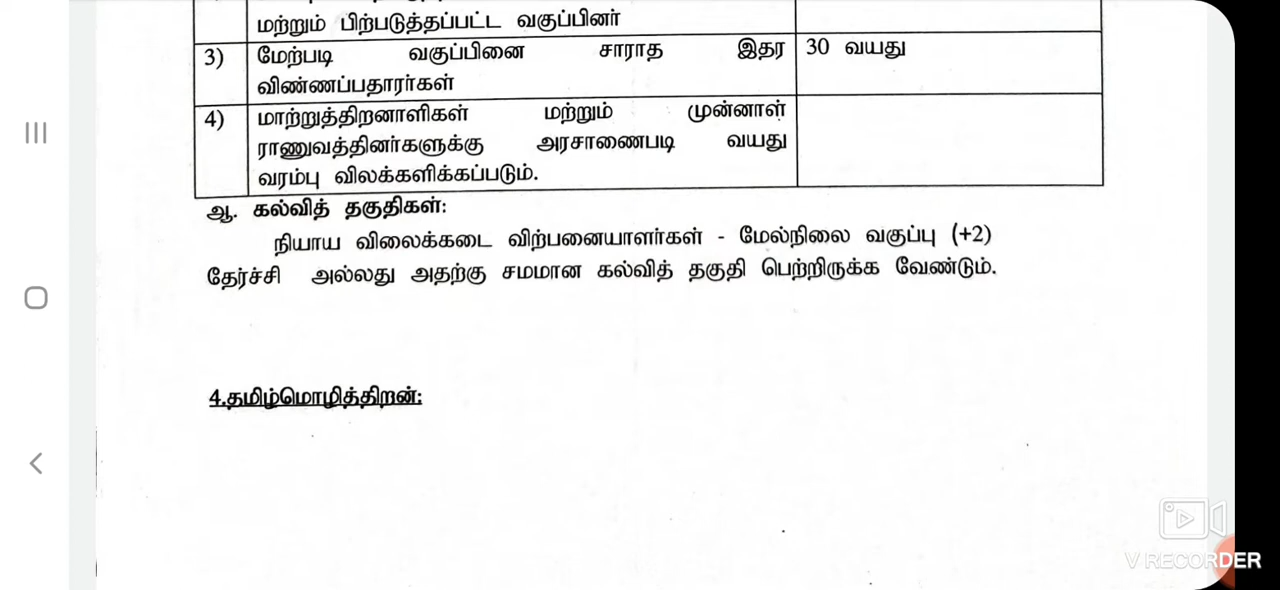 மற்றும் பிற்படுத்தப்பட்ட வகுப்பினர்
3) மேற்படி வகுப்பினை சாராத இதர 30 வயது
விண்ணப்பதாரர்கள்
4) மாற்றுத்திறனாளிகள் மற்றும் முன்னாள்
ராணுவத்தினர்களுக்கு அரசாணைபடி வயது
வரம்பு விலக்களிக்கப்படும்.
ஆ. கல்வித் தகுதிகள்:
நியாய விலைக்கடை விற்பனையாளர்கள் - மேல்நிலை வகுப்பு (+2)
தேர்ச்சி அல்லது அதற்கு சமமான கல்வித் தகுதி பெற்றிருக்க வேண்டும்.
4.தமிழ்மொழித்திறன்:
V RECORDER